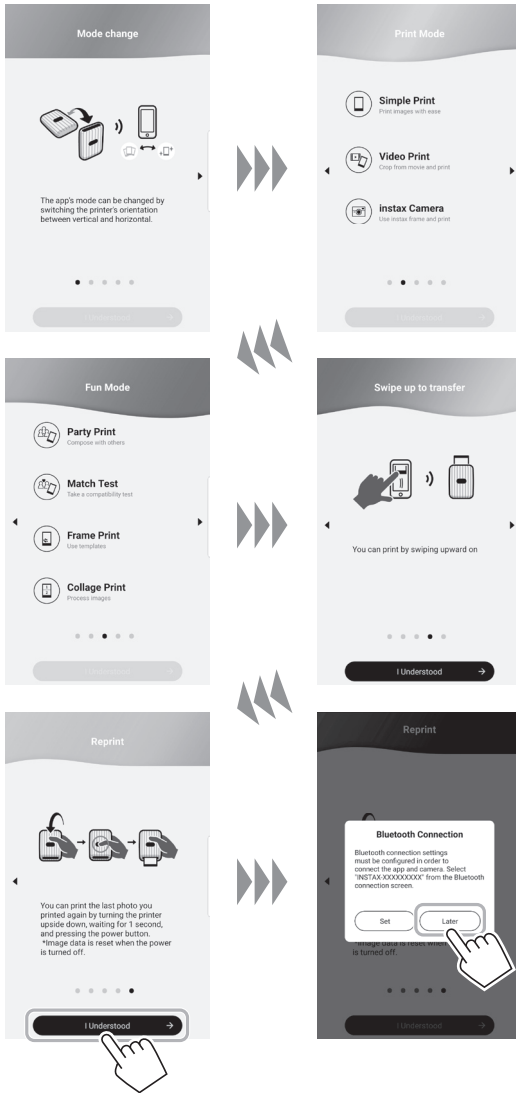 Mode change
The app's mode can be changed by
switching the printer's orientation
between vertical and horizontal.
I Understood
Print Mode
Simple Print
Print images with ease
Video Print
Crop from movie and print
instax Camera
Use instax frame and print
I Understood
Fun Mode
Party Print
Compose with others
Match Test
Take a compatibility test
Frame Print
Use templates
Collage Print
Process images
I Understood
Swipe up to transfer
You can print by swiping upward on
I Understood
Reprint
You can print the last photo you
printed again by turning the printer
upside down, waiting for 1 second,
and pressing the power button.
*Image data is reset when the power
is turned off.
I Understood
Reprint
Bluetooth Connection
Bluetooth connection settings
must be configured in order to
connect the app and camera. Select
"INSTAX-XXXXXXXXX" from the Bluetooth
connection screen.
Set
Later
*Image data is reset when
is turned off.
I Understood